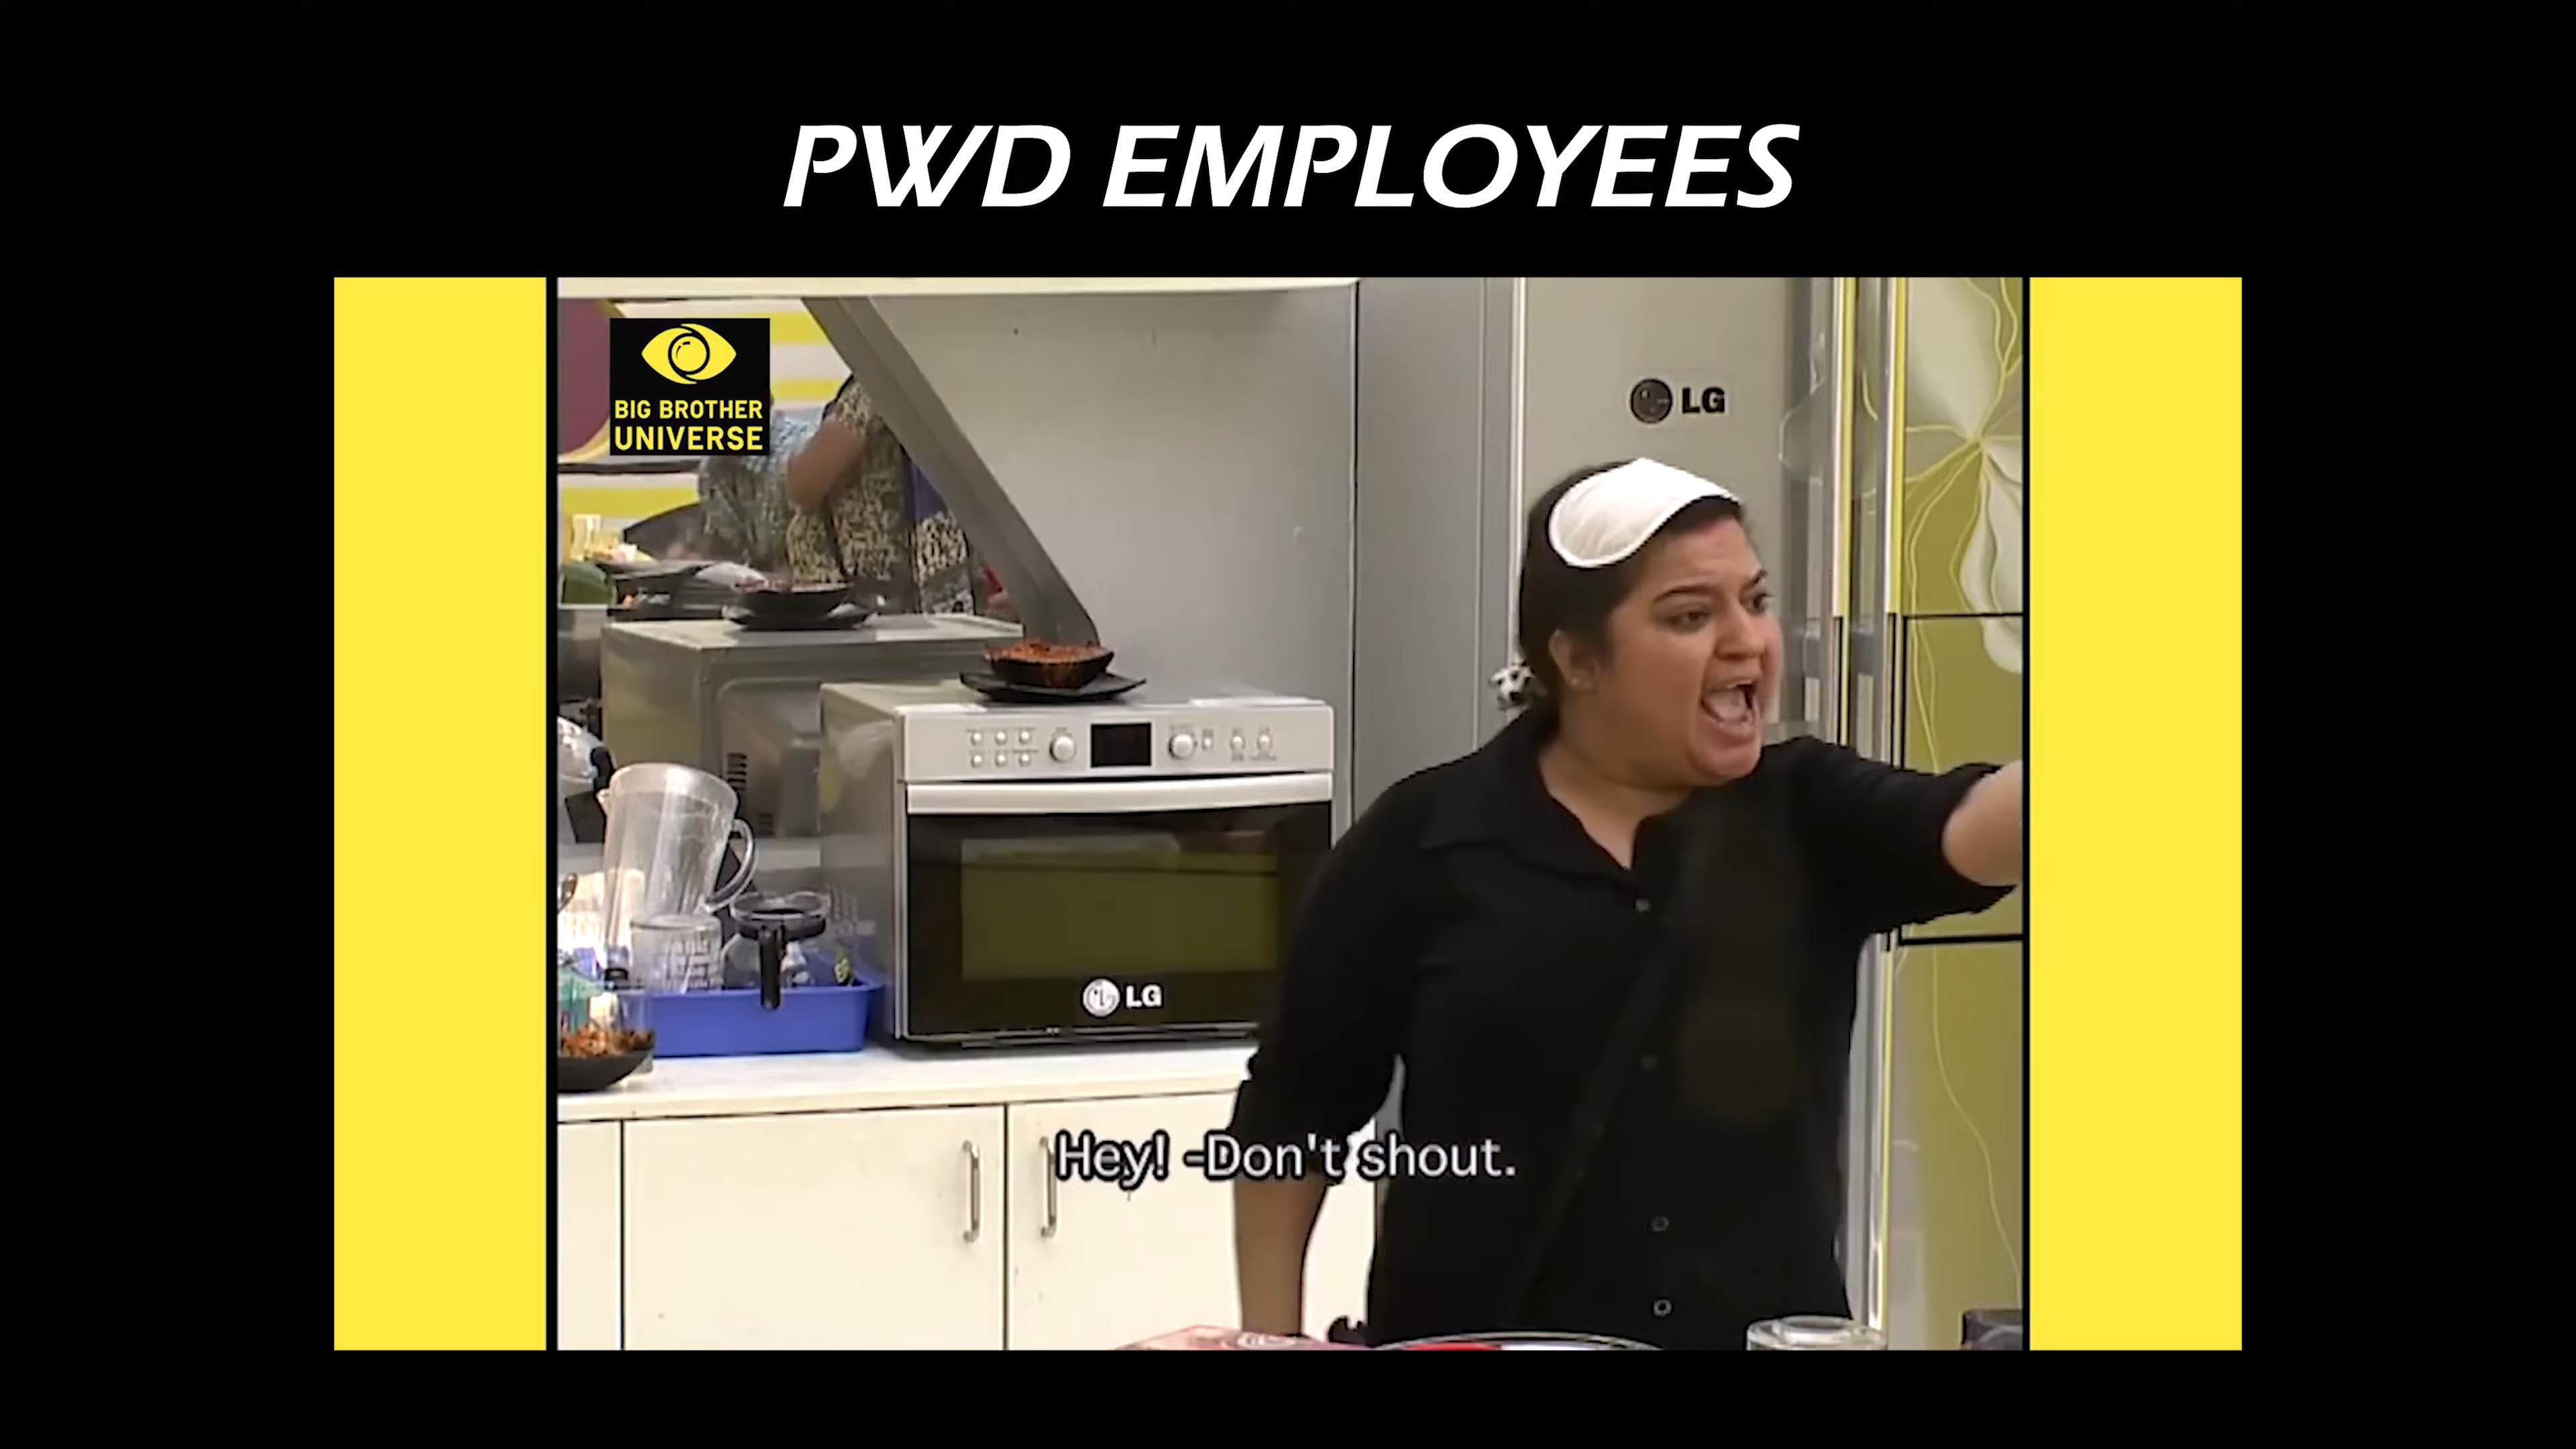 PWD EMPLOYEES
BIG BROTHER
UNIVERSE
LG
LG
Hey! -Don't shout.